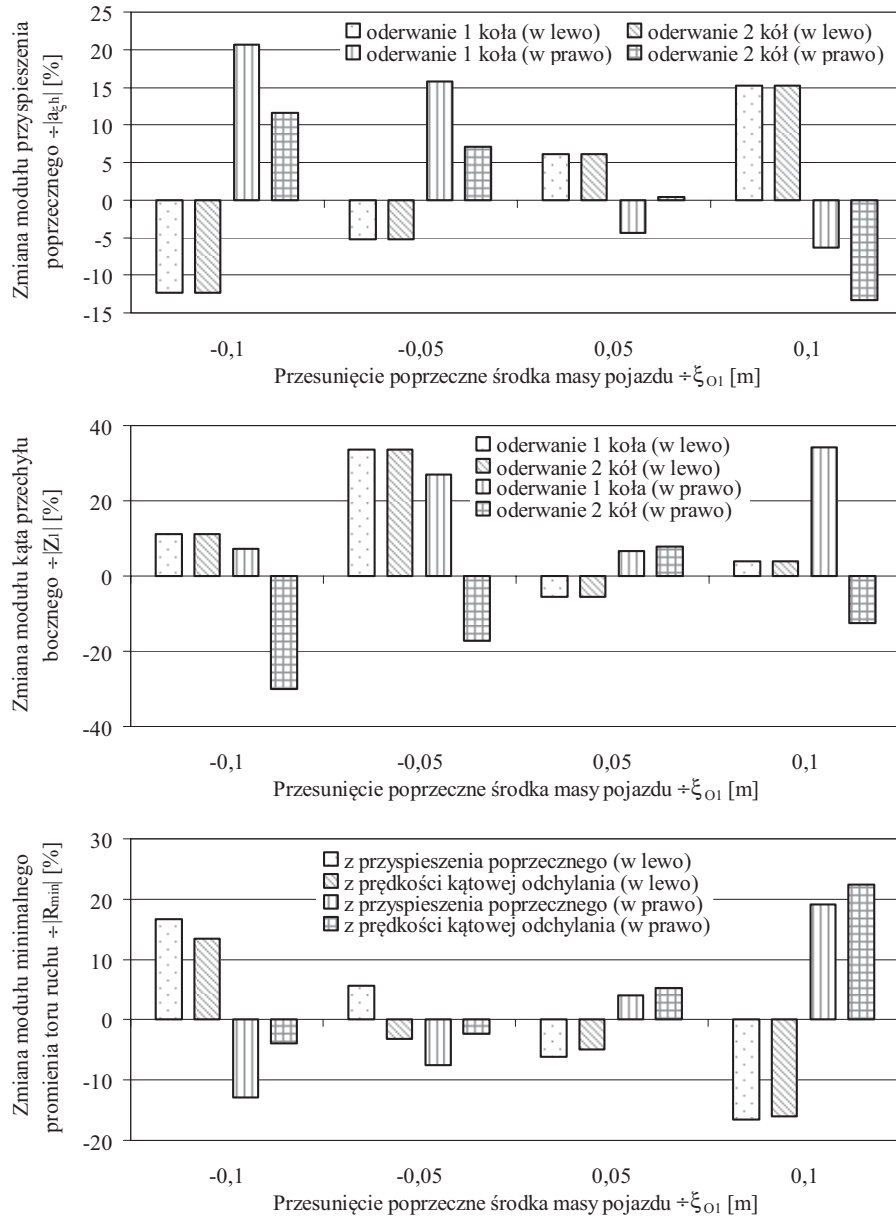 Zmiana modułu przyspieszenia
poprzecznego ÷|aξh| [%]
25
20
15
10
5
0
-5
-10
-15
oderwanie 1 koła (w lewo)
oderwanie 2 kół (w lewo)
oderwanie 1 koła (w prawo)
oderwanie 2 kół (w prawo)
-0,1
-0,05
0,05
0,1
Przesunięcie poprzeczne środka masy pojazdu ÷ξO1 [m]
Zmiana modułu kąta przechyłu
bocznego ÷|Z1| [%]
40
20
0
-20
-40
oderwanie 1 koła (w lewo)
oderwanie 2 kół (w lewo)
oderwanie 1 koła (w prawo)
oderwanie 2 kół (w prawo)
-0,1
-0,05
0,05
0,1
Przesunięcie poprzeczne środka masy pojazdu ÷ξO1 [m]
Zmiana modułu minimalnego
promienia toru ruchu ÷|Rmin| [%]
30
20
10
0
-10
-20
z przyspieszenia poprzecznego (w lewo)
z prędkości kątowej odchylania (w lewo)
z przyspieszenia poprzecznego (w prawo)
z prędkości kątowej odchylania (w prawo)
-0,1
-0,05
0,05
0,1
Przesunięcie poprzeczne środka masy pojazdu ÷ξO1 [m]